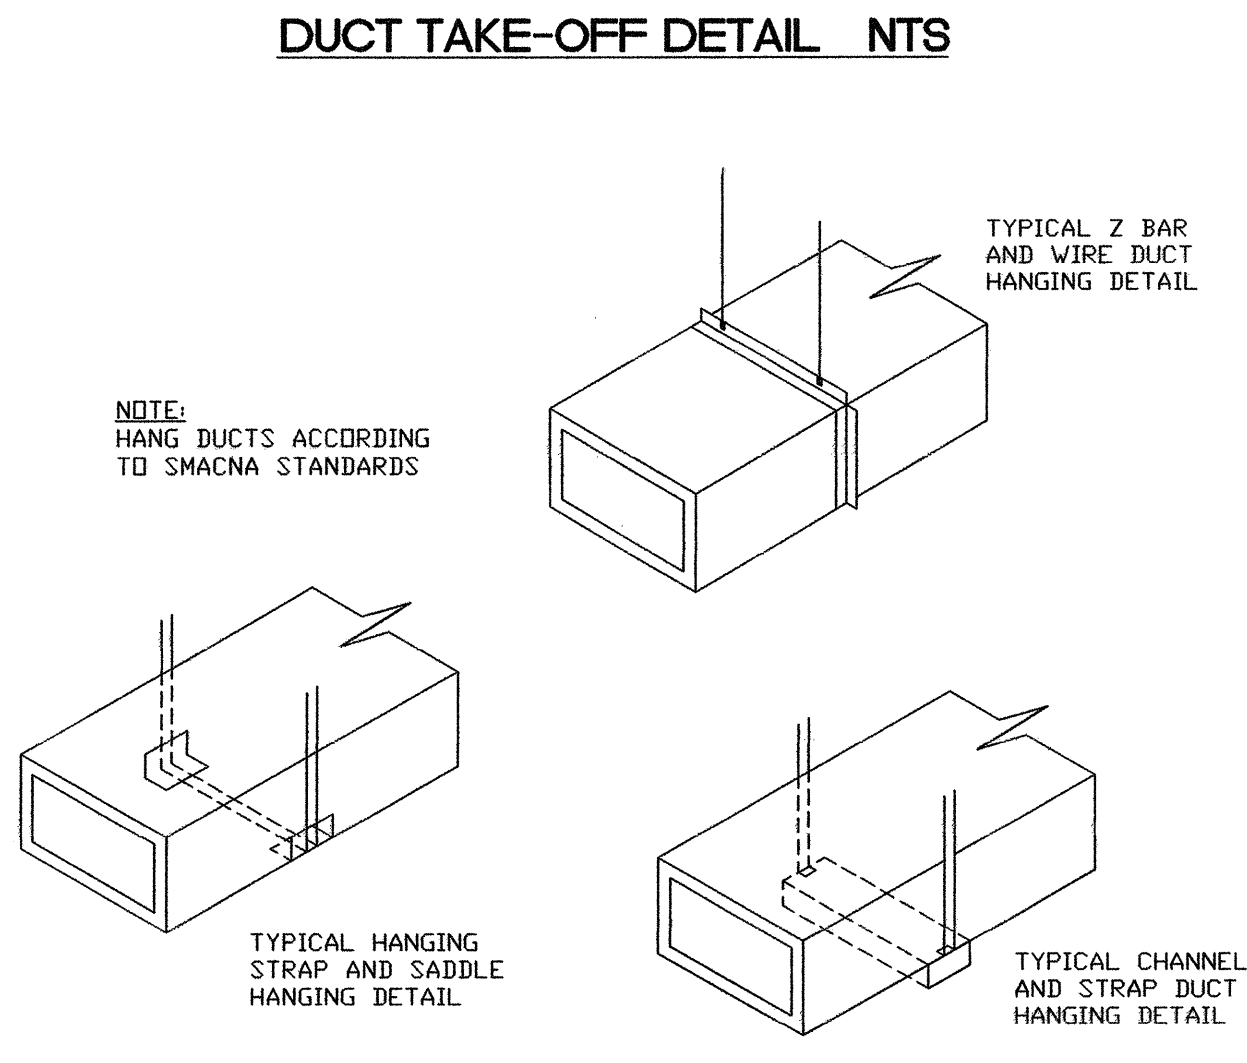 DUCT TAKE-OFF DETAIL NTS
TYPICAL Z BAR
AND WIRE DUCT
HANGING DETAIL
NOTE:
HANG DUCTS ACCORDING
TO SMACNA STANDARDS
TYPICAL HANGING
STRAP AND SADDLE
HANGING DETAIL
TYPICAL CHANNEL
AND STRAP DUCT
HANGING DETAIL